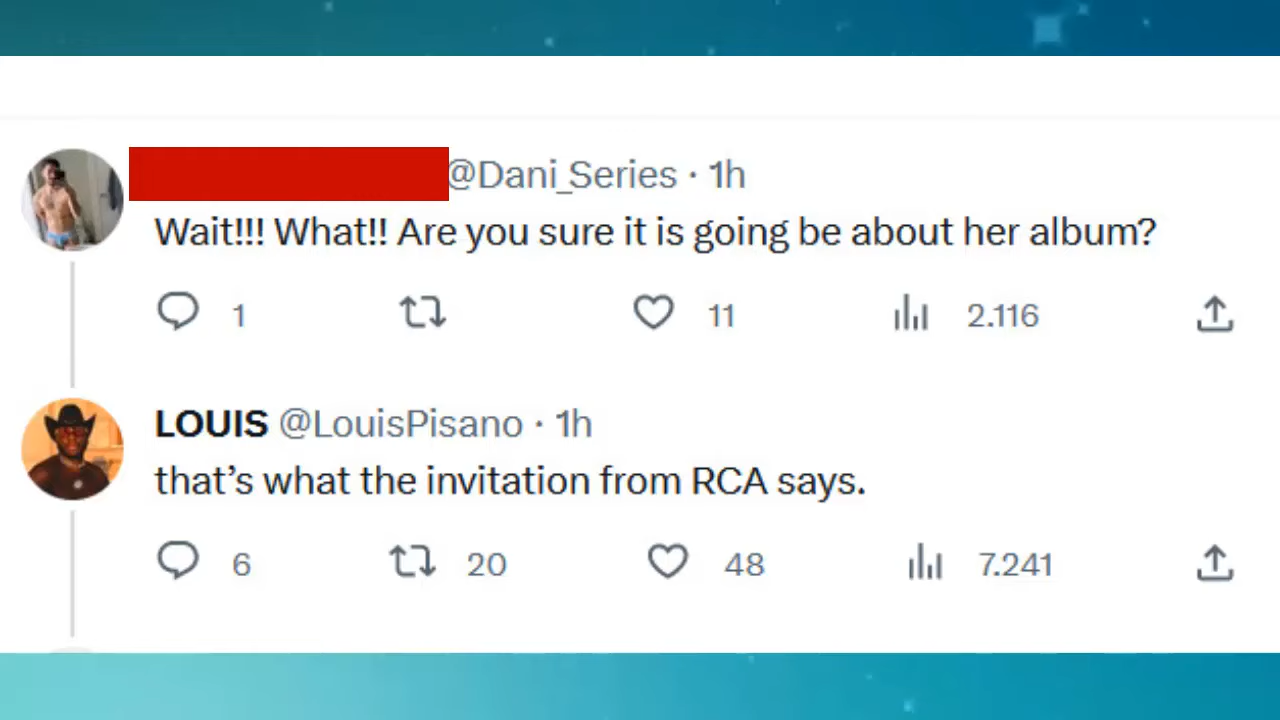 @Dani_Series · 1h
Wait!!! What!! Are you sure it is going be about her album?
1 11 2.116
LOUIS @LouisPisano · 1h
that’s what the invitation from RCA says.
6 20 48 7.241